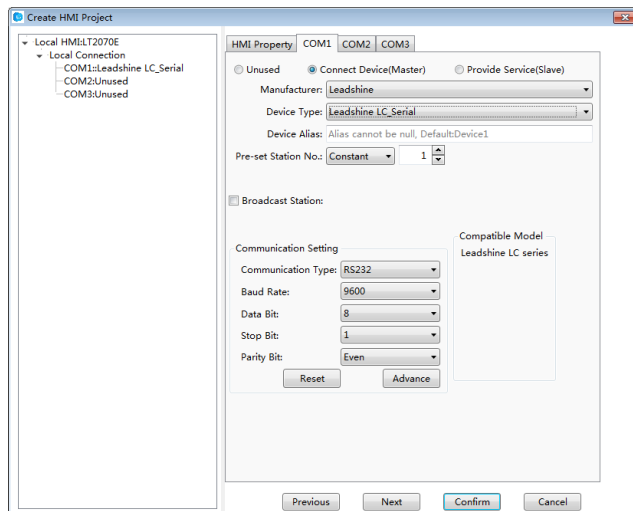 Create HMI Project
Local HMI:LT2070E
Local Connection
COM1::Leadshine LC_Serial
COM2:Unused
COM3:Unused
HMI Property COM1 COM2 COM3
Unused Connect Device(Master) Provide Service(Slave)
Manufacturer: Leadshine
Device Type: Leadshine LC_Serial
Device Alias: Alias cannot be null, Default:Device1
Pre-set Station No.: Constant 1
Broadcast Station:
Communication Setting
Communication Type: RS232
Baud Rate: 9600
Data Bit: 8
Stop Bit: 1
Parity Bit: Even
Reset Advance
Compatible Model
Leadshine LC series
Previous Next Confirm Cancel